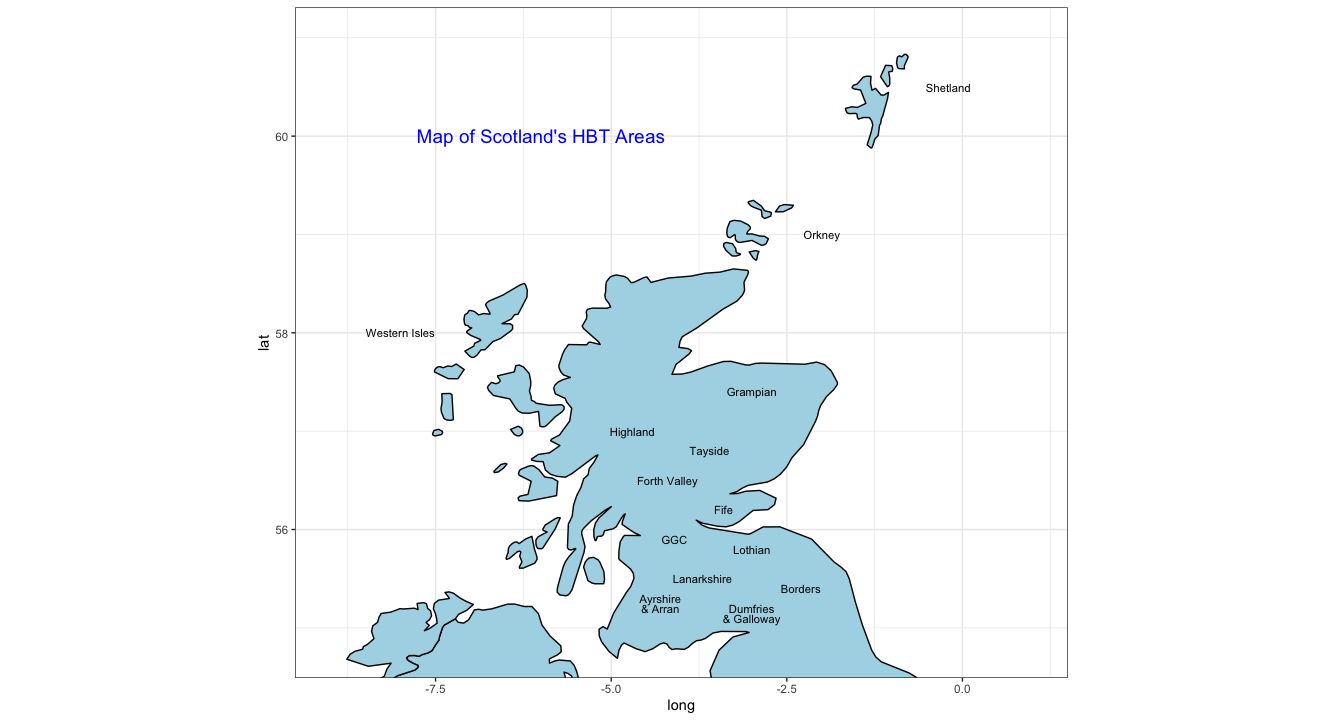 Shetland
60
Map of Scotland's HBT Areas
Orkney
58
Western Isles
lat
Grampian
Highland
Tayside
Forth Valley
Fife
56
GGC
Lothian
Lanarkshire
Borders
Ayrshire
& Arran
Dumfries
& Galloway
-7.5
-5.0
-2.5
0.0
long